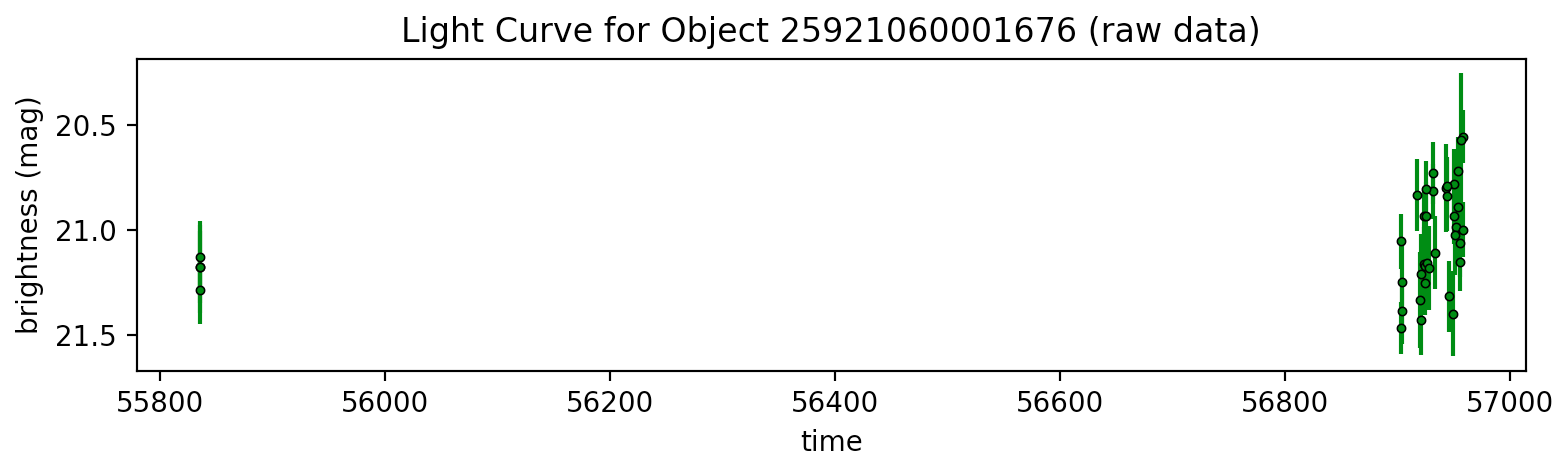 Light Curve for Object 25921060001676 (raw data)
brightness (mag)
20.5
21.0
21.5
55800 56000 56200 56400 56600 56800 57000
time